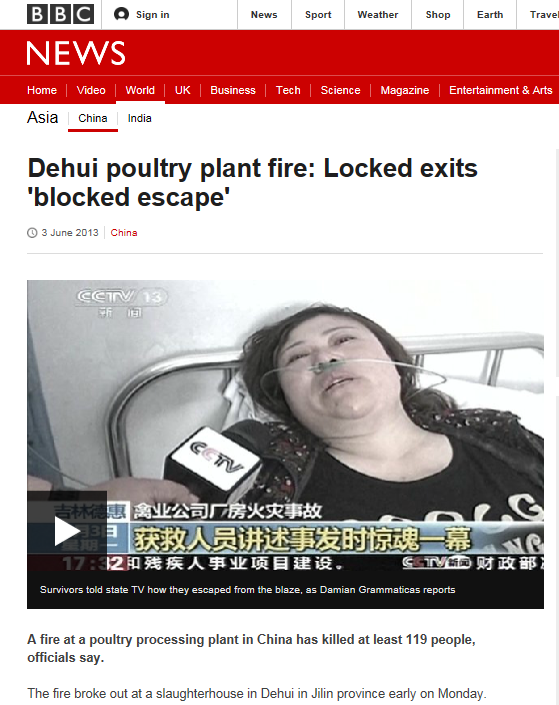 BBC Sign in News Sport Weather Shop Earth Travel
NEWS
Home Video World UK Business Tech Science Magazine Entertainment & Arts
Asia China India
Dehui poultry plant fire: Locked exits
'blocked escape'
3 June 2013 China
CCTV 13
新闻
CCTV
吉林德惠 禽业公司厂房火灾事故
获救人员讲述事发时惊魂一幕
17:32 和残疾人事业项目建设。 CCTV新闻 财政部
Survivors told state TV how they escaped from the blaze, as Damian Grammaticas reports
A fire at a poultry processing plant in China has killed at least 119 people,
officials say.
The fire broke out at a slaughterhouse in Dehui in Jilin province early on Monday.